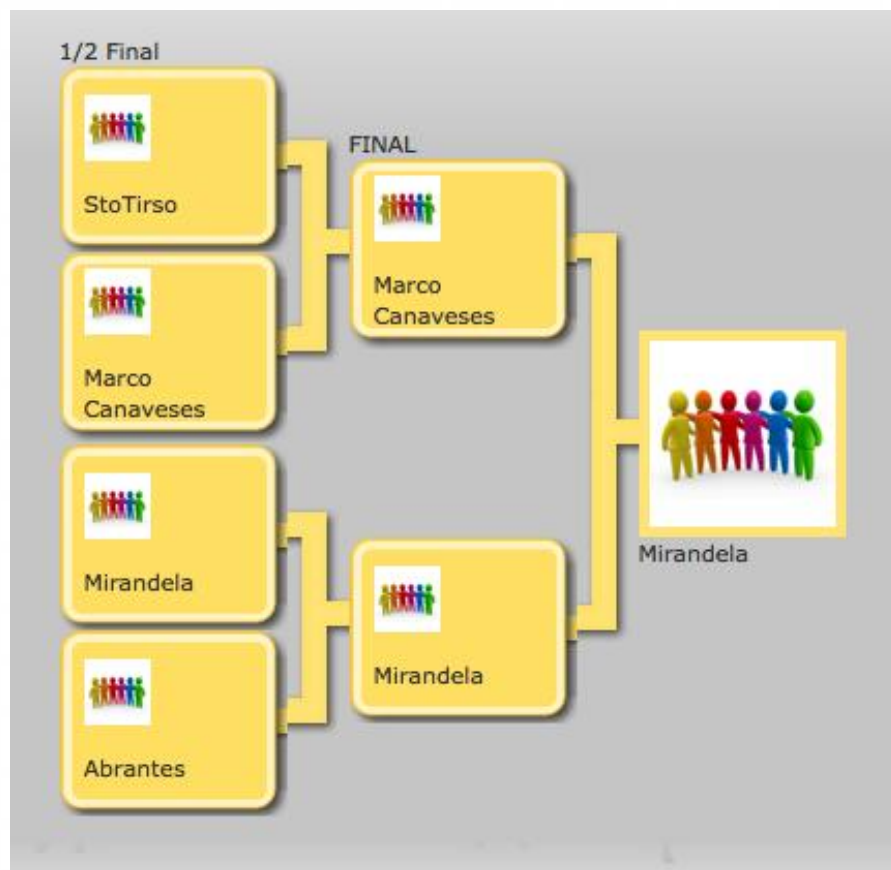 1/2 Final
StoTirso
Marco
Canaveses
Mirandela
Abrantes
FINAL
Marco
Canaveses
Mirandela
Mirandela